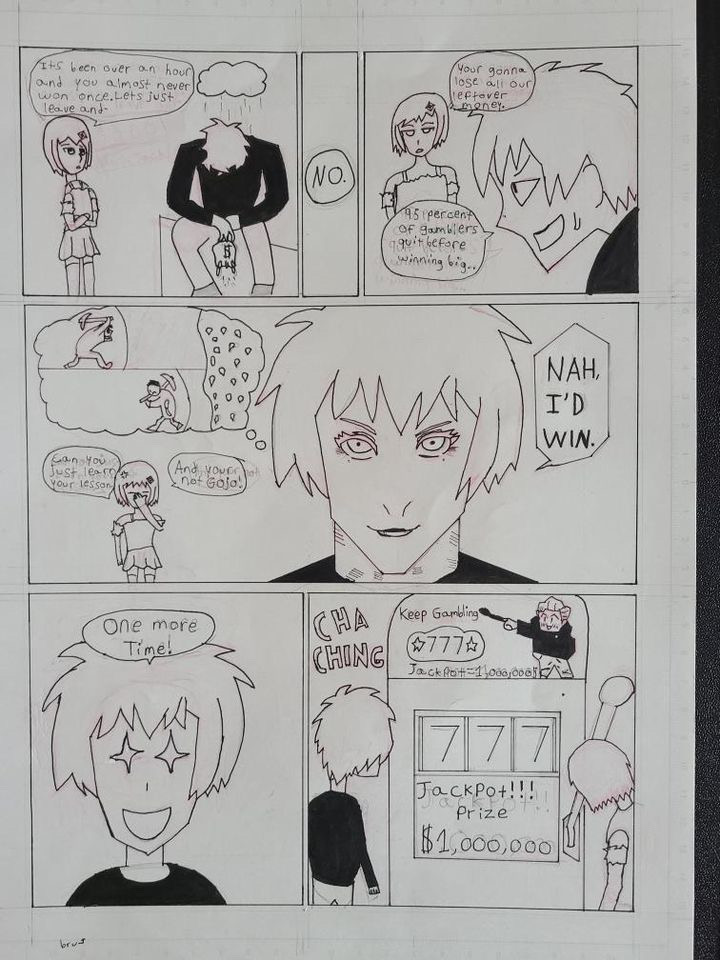 Its been over an hour
and you almost never
won once. Lets just
leave and-
$
NO.
Your gonna
lose all our
leftover
money.
95 percent
of gamblers
quit before
winning big..
NAH,
I'D
WIN.
Can you
just learn
your lesson
And your
not Gojo!
One more
Time!
CHA
CHING
Keep Gambling
☆777☆
Jackpot=1,000,000$
7 7 7
Jackpot!!!
Prize
$1,000,000